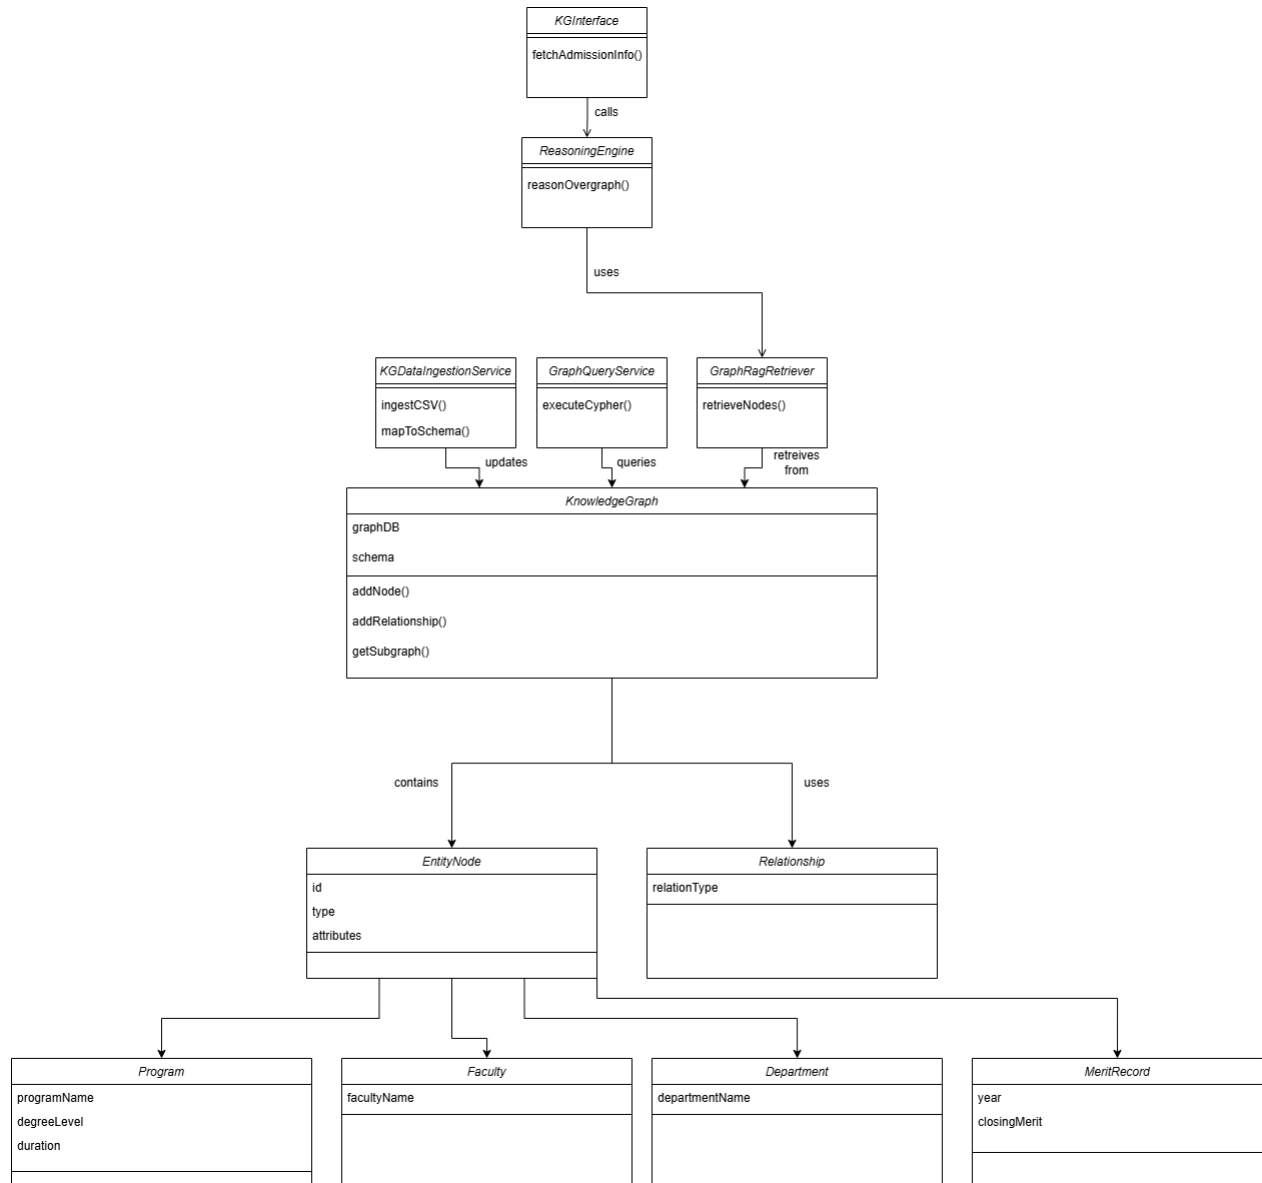 KGInterface
fetchAdmissionInfo()
calls
ReasoningEngine
reasonOvergraph()
uses
KGDataIngestionService
ingestCSV()
mapToSchema()
GraphQueryService
executeCypher()
GraphRagRetriever
retrieveNodes()
updates
queries
retreives
from
KnowledgeGraph
graphDB
schema
addNode()
addRelationship()
getSubgraph()
contains
uses
EntityNode
id
type
attributes
Relationship
relationType
Program
programName
degreeLevel
duration
Faculty
facultyName
Department
departmentName
MeritRecord
year
closingMerit